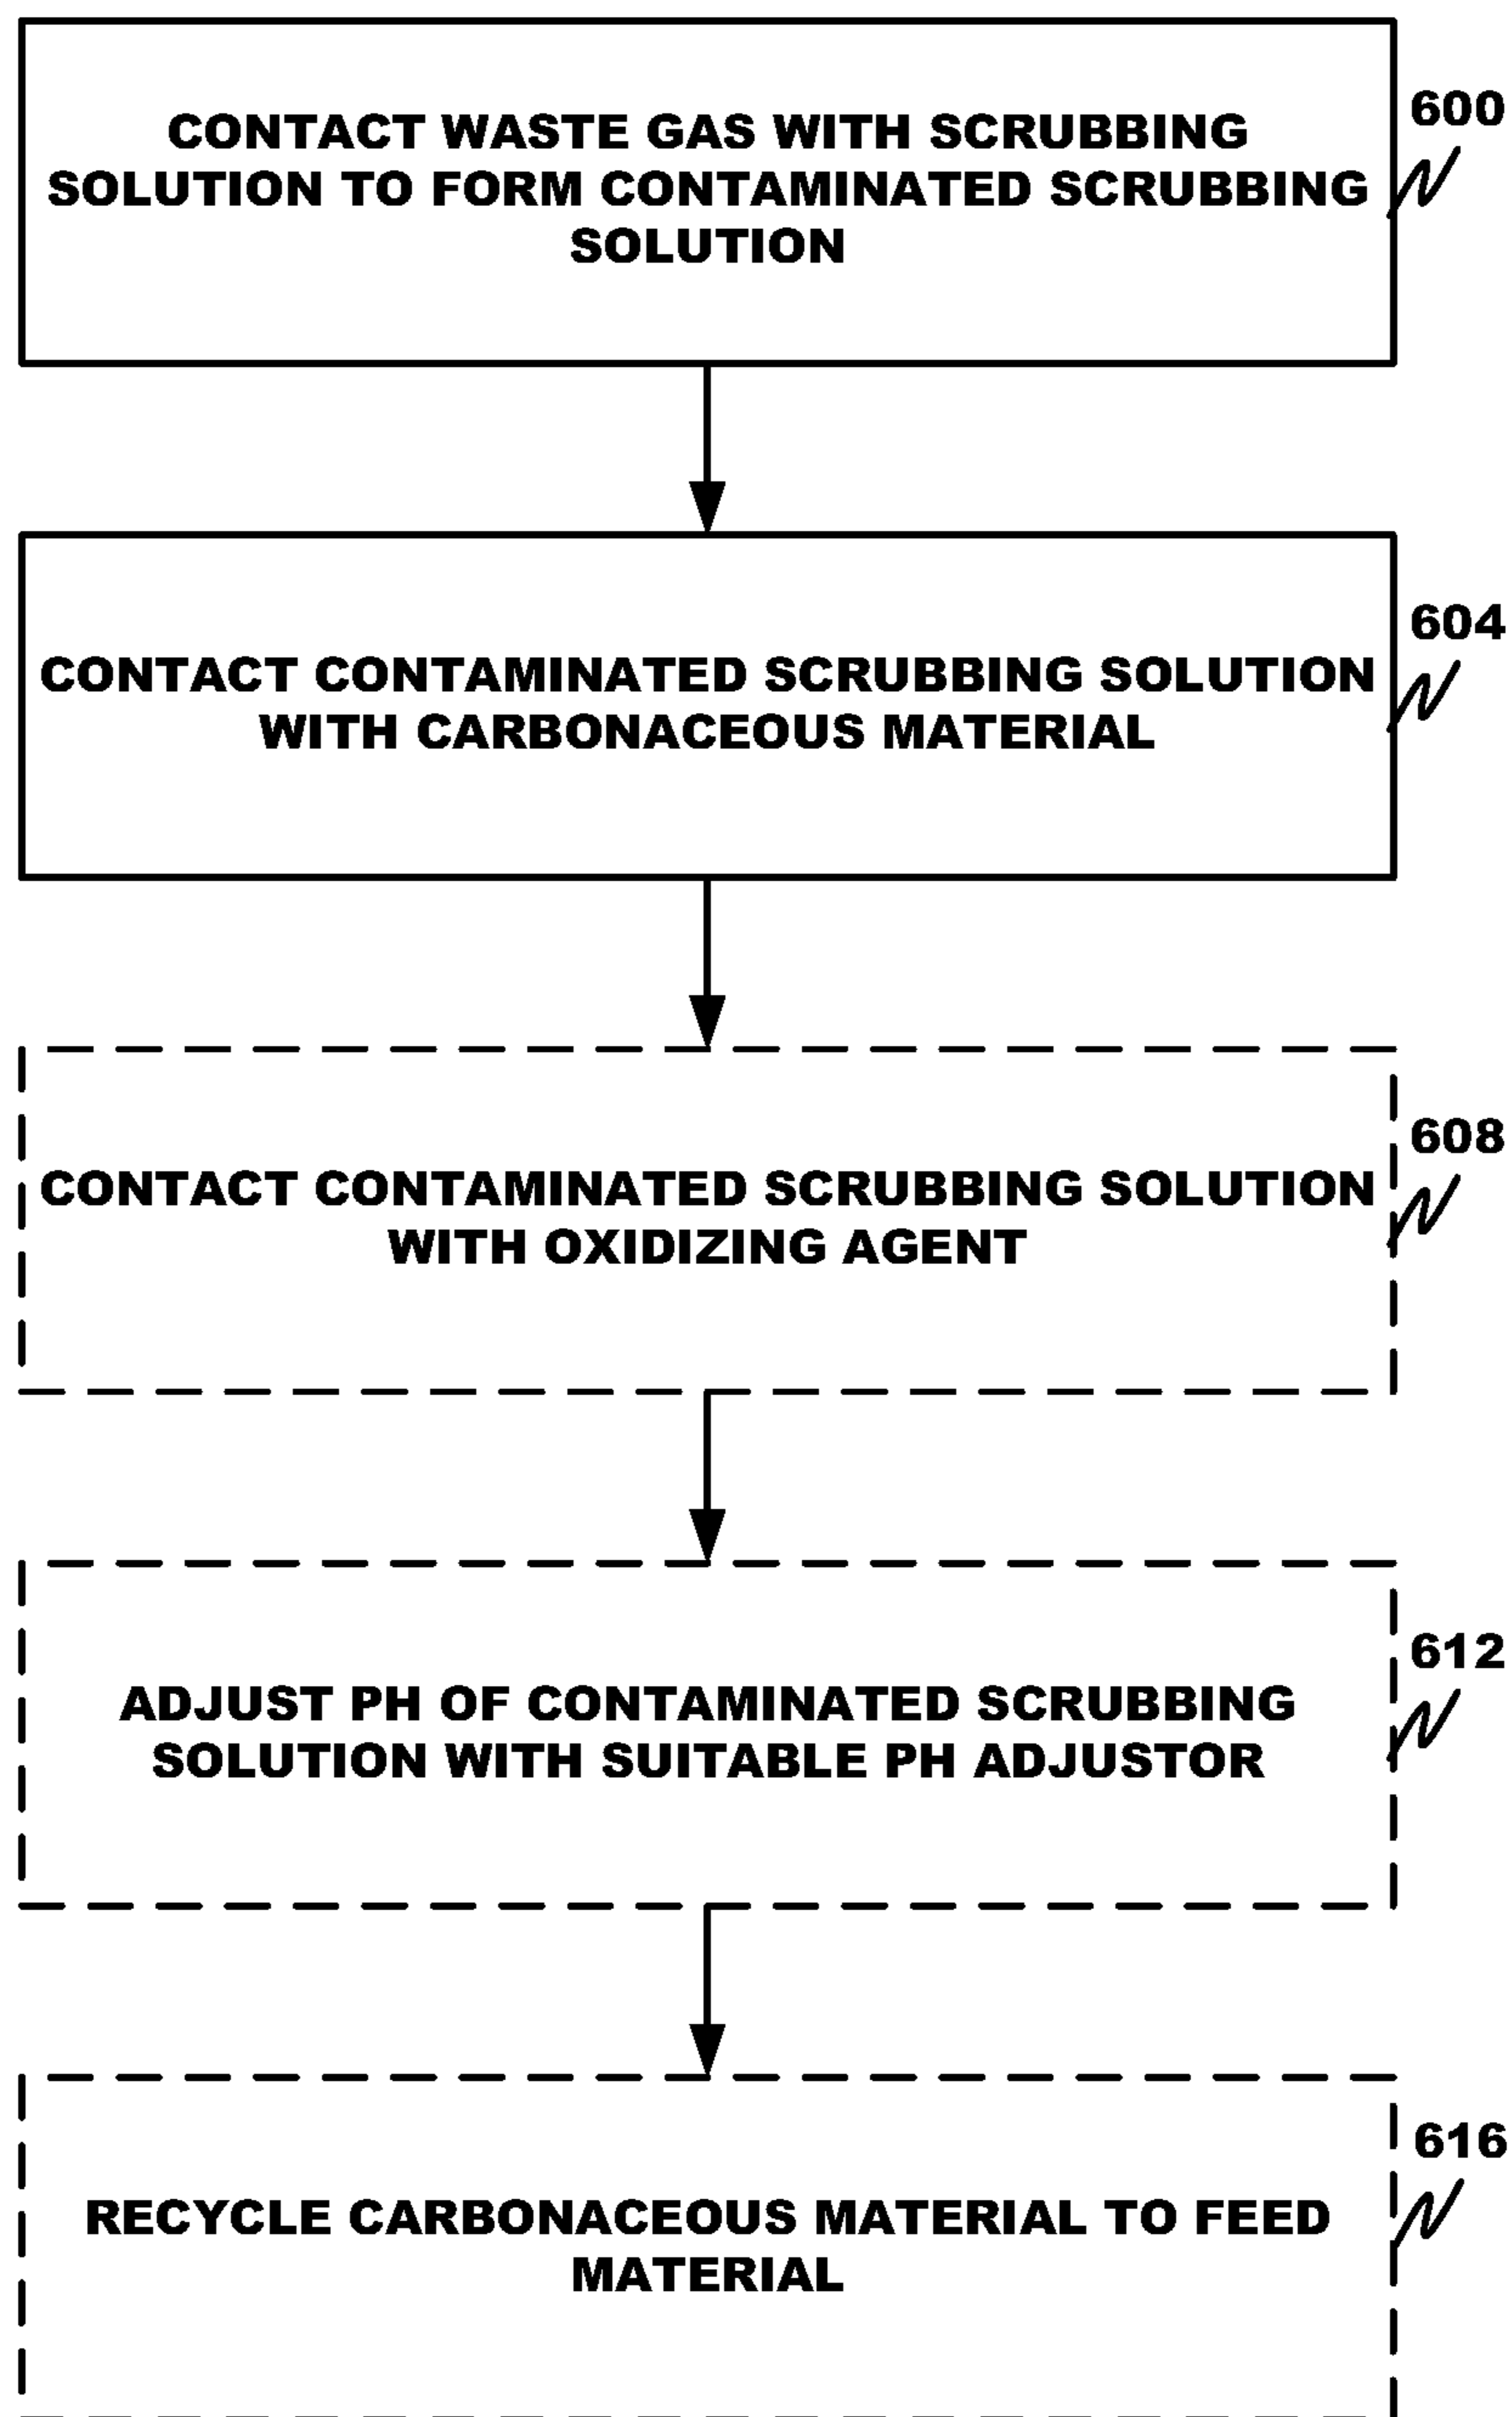 CONTACT WASTE GAS WITH SCRUBBING
SOLUTION TO FORM CONTAMINATED SCRUBBING
SOLUTION
600
CONTACT CONTAMINATED SCRUBBING SOLUTION
WITH CARBONACEOUS MATERIAL
604
CONTACT CONTAMINATED SCRUBBING SOLUTION
WITH OXIDIZING AGENT
608
ADJUST PH OF CONTAMINATED SCRUBBING
SOLUTION WITH SUITABLE PH ADJUSTOR
612
RECYCLE CARBONACEOUS MATERIAL TO FEED
MATERIAL
616